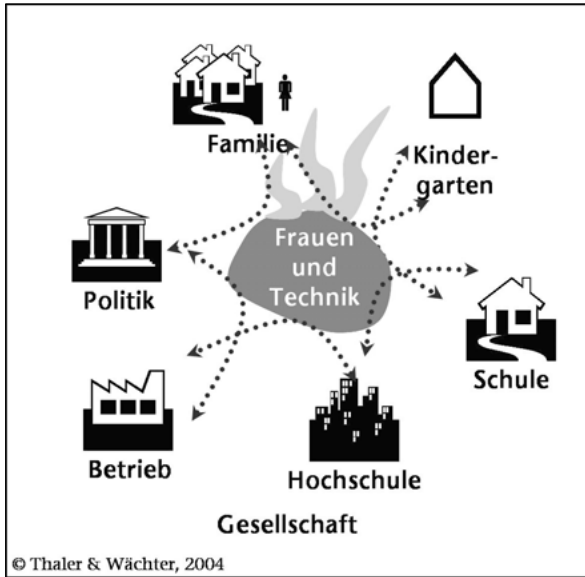 Familie
Kinder-
garten
Frauen
und
Technik
Politik
Schule
Betrieb
Hochschule
Gesellschaft
© Thaler & Wächter, 2004